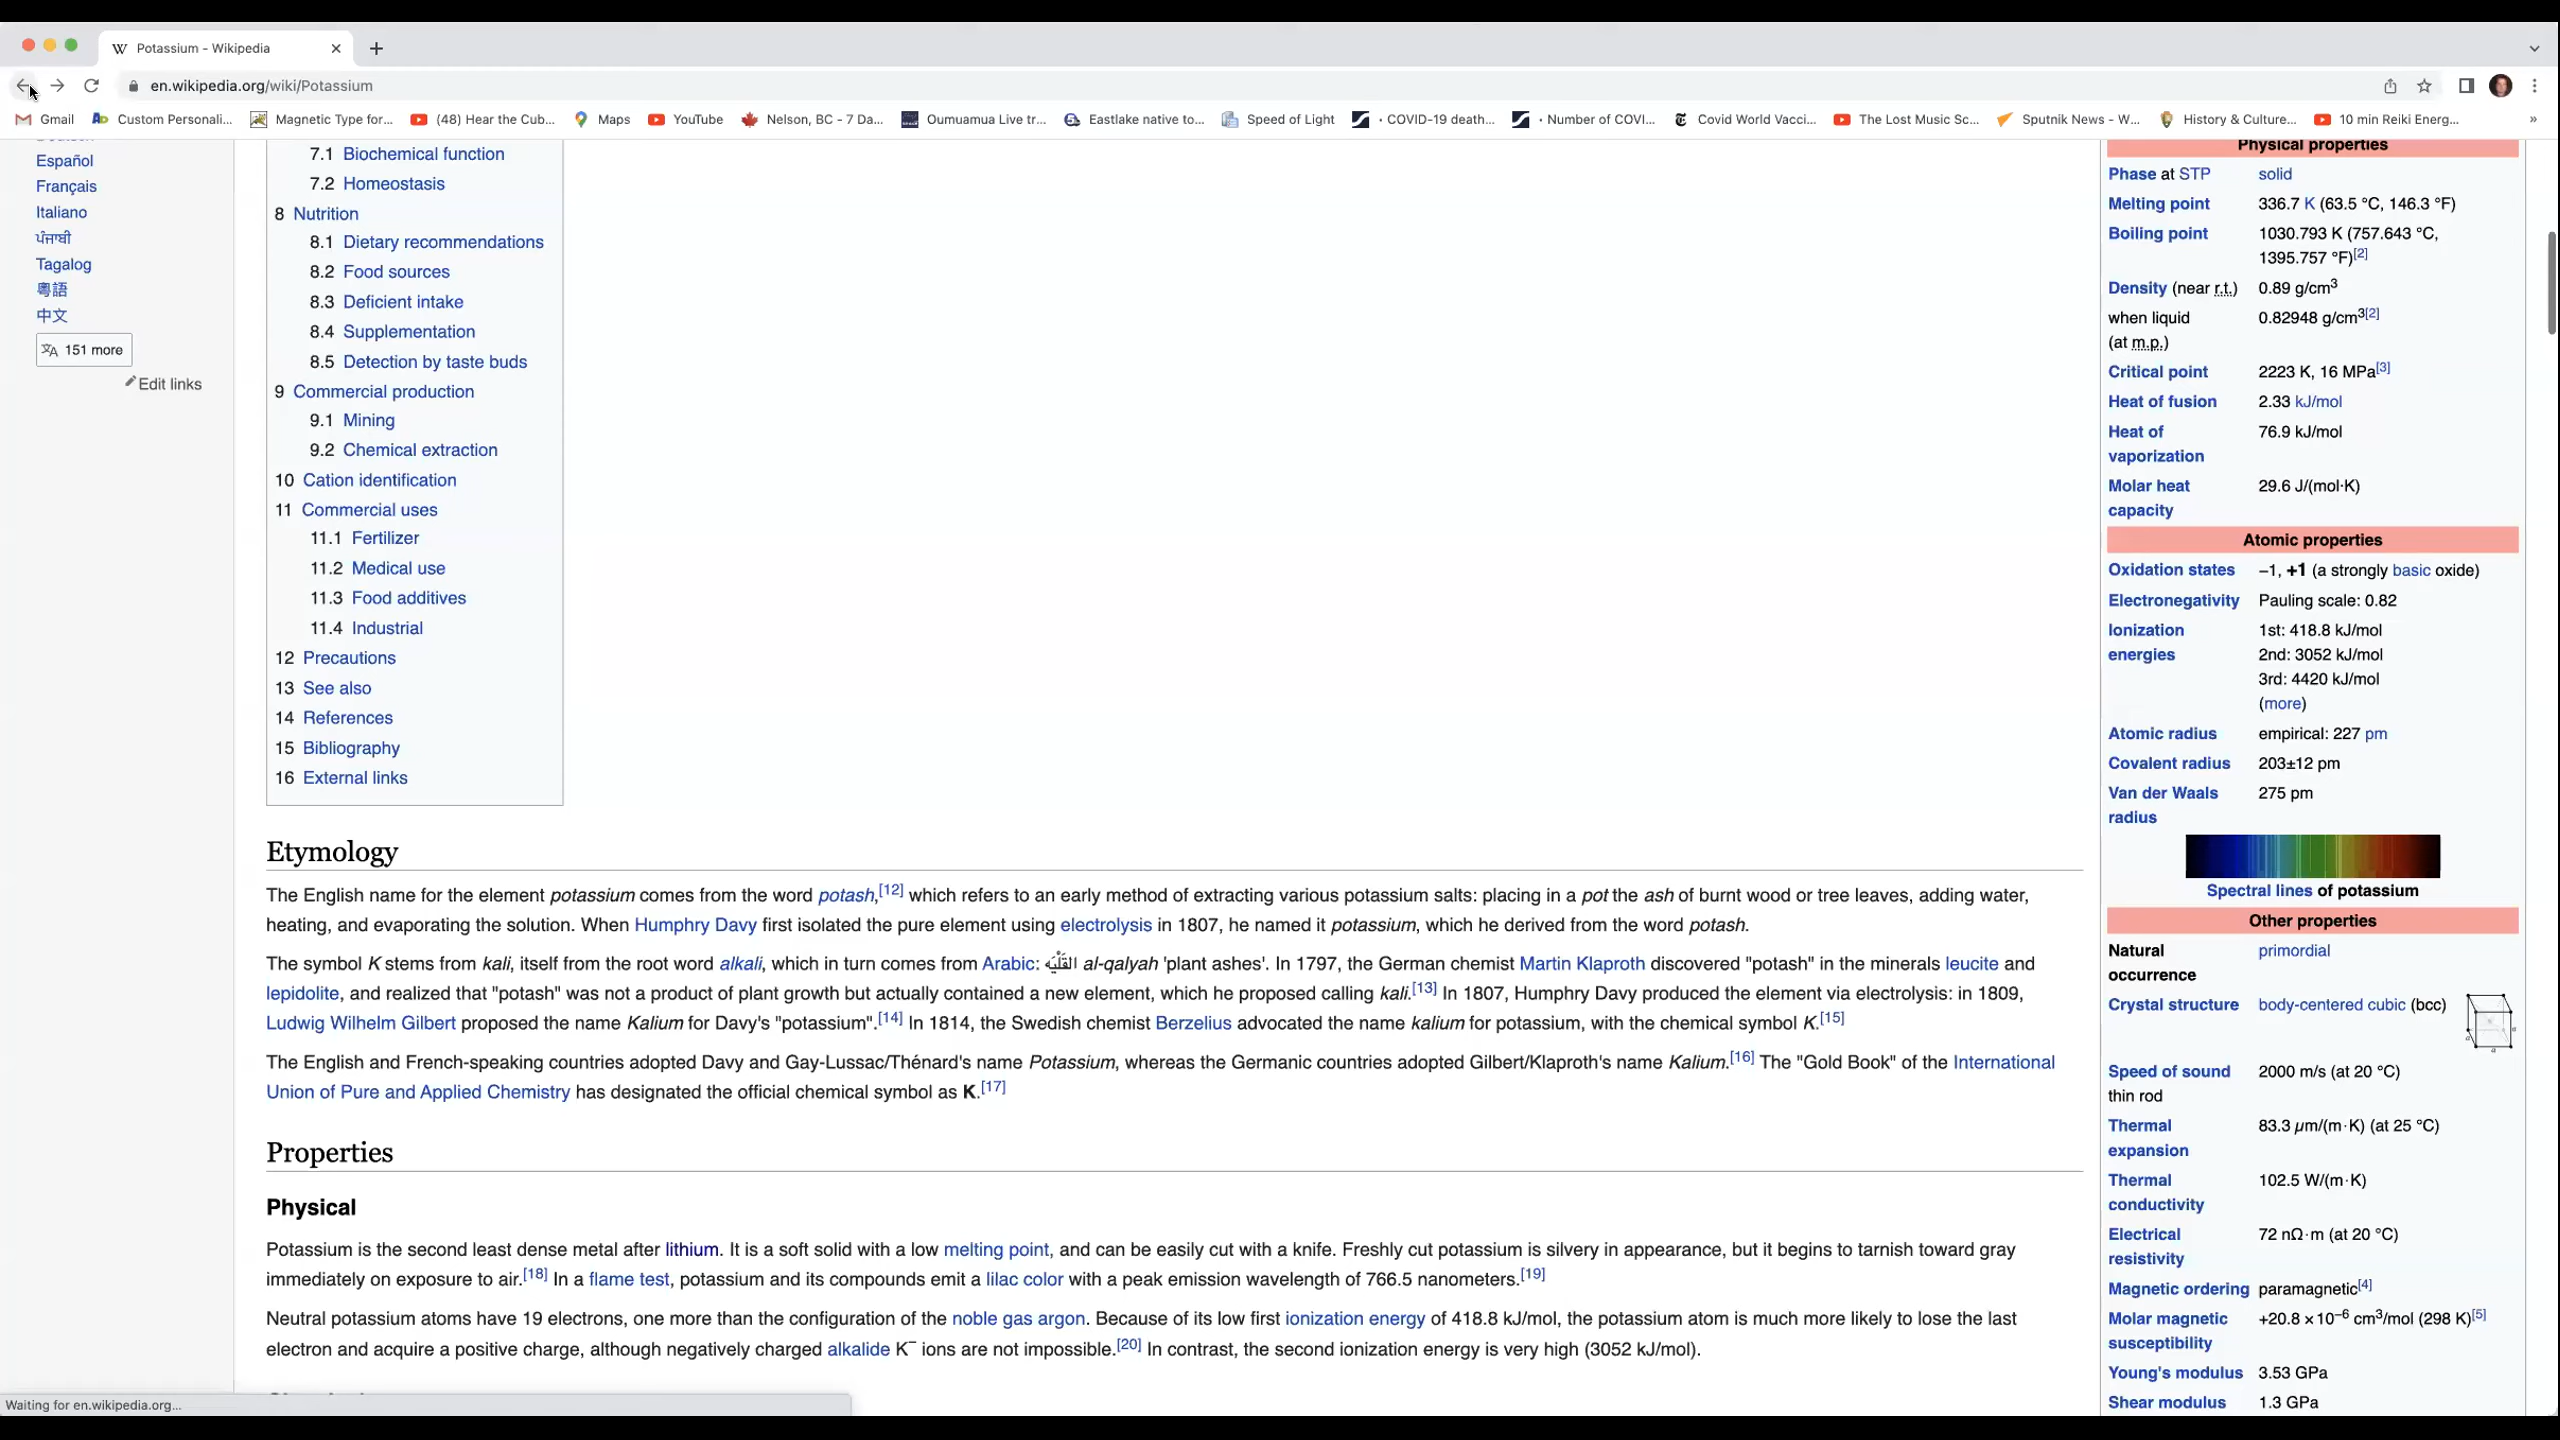 Potassium - Wikipedia
en.wikipedia.org/wiki/Potassium
Gmail
Custom Personali...
Magnetic Type for...
(48) Hear the Cub...
Maps
YouTube
Nelson, BC - 7 Da...
Oumuamua Live tr...
Eastlake native to...
Speed of Light
· COVID-19 death...
· Number of COVI...
Covid World Vacci...
The Lost Music Sc...
Sputnik News - W...
History & Culture...
10 min Reiki Energ...
»
Español
Français
Italiano
ਪੰਜਾਬੀ
Tagalog
粵語
中文
151 more
Edit links
7.1 Biochemical function
7.2 Homeostasis
8 Nutrition
8.1 Dietary recommendations
8.2 Food sources
8.3 Deficient intake
8.4 Supplementation
8.5 Detection by taste buds
9 Commercial production
9.1 Mining
9.2 Chemical extraction
10 Cation identification
11 Commercial uses
11.1 Fertilizer
11.2 Medical use
11.3 Food additives
11.4 Industrial
12 Precautions
13 See also
14 References
15 Bibliography
16 External links
Etymology
The English name for the element potassium comes from the word potash,[12] which refers to an early method of extracting various potassium salts: placing in a pot the ash of burnt wood or tree leaves, adding water,
heating, and evaporating the solution. When Humphry Davy first isolated the pure element using electrolysis in 1807, he named it potassium, which he derived from the word potash.
The symbol K stems from kali, itself from the root word alkali, which in turn comes from Arabic: القَلْيَه al-qalyah 'plant ashes'. In 1797, the German chemist Martin Klaproth discovered "potash" in the minerals leucite and
lepidolite, and realized that "potash" was not a product of plant growth but actually contained a new element, which he proposed calling kali.[13] In 1807, Humphry Davy produced the element via electrolysis: in 1809,
Ludwig Wilhelm Gilbert proposed the name Kalium for Davy's "potassium".[14] In 1814, the Swedish chemist Berzelius advocated the name kalium for potassium, with the chemical symbol K.[15]
The English and French-speaking countries adopted Davy and Gay-Lussac/Thénard's name Potassium, whereas the Germanic countries adopted Gilbert/Klaproth's name Kalium.[16] The "Gold Book" of the International
Union of Pure and Applied Chemistry has designated the official chemical symbol as K.[17]
Properties
Physical
Potassium is the second least dense metal after lithium. It is a soft solid with a low melting point, and can be easily cut with a knife. Freshly cut potassium is silvery in appearance, but it begins to tarnish toward gray
immediately on exposure to air.[18] In a flame test, potassium and its compounds emit a lilac color with a peak emission wavelength of 766.5 nanometers.[19]
Neutral potassium atoms have 19 electrons, one more than the configuration of the noble gas argon. Because of its low first ionization energy of 418.8 kJ/mol, the potassium atom is much more likely to lose the last
electron and acquire a positive charge, although negatively charged alkalide K⁻ ions are not impossible.[20] In contrast, the second ionization energy is very high (3052 kJ/mol).
Physical properties
Phase at STP solid
Melting point 336.7 K (63.5 °C, 146.3 °F)
Boiling point 1030.793 K (757.643 °C,
1395.757 °F)[2]
Density (near r.t.) 0.89 g/cm³
when liquid 0.82948 g/cm³[2]
(at m.p.)
Critical point 2223 K, 16 MPa[3]
Heat of fusion 2.33 kJ/mol
Heat of 76.9 kJ/mol
vaporization
Molar heat 29.6 J/(mol·K)
capacity
Atomic properties
Oxidation states −1, +1 (a strongly basic oxide)
Electronegativity Pauling scale: 0.82
Ionization 1st: 418.8 kJ/mol
energies 2nd: 3052 kJ/mol
3rd: 4420 kJ/mol
(more)
Atomic radius empirical: 227 pm
Covalent radius 203±12 pm
Van der Waals 275 pm
radius
Spectral lines of potassium
Other properties
Natural primordial
occurrence
Crystal structure body-centered cubic (bcc)
Speed of sound 2000 m/s (at 20 °C)
thin rod
Thermal 83.3 µm/(m·K) (at 25 °C)
expansion
Thermal 102.5 W/(m·K)
conductivity
Electrical 72 nΩ·m (at 20 °C)
resistivity
Magnetic ordering paramagnetic[4]
Molar magnetic +20.8×10⁻⁶ cm³/mol (298 K)[5]
susceptibility
Young's modulus 3.53 GPa
Shear modulus 1.3 GPa
Waiting for en.wikipedia.org...